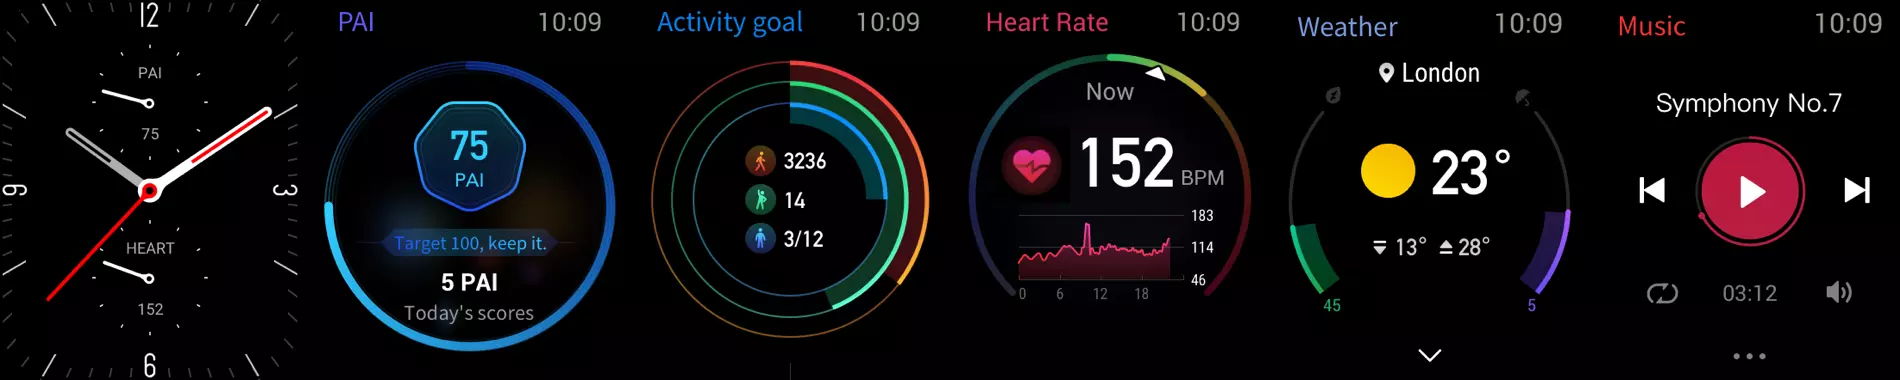 12
PAI
75
9
3
HEART
152
6
PAI 10:09
75
PAI
Target 100, keep it.
5 PAI
Today's scores
Activity goal 10:09
3236
14
3/12
Heart Rate 10:09
Now
152 BPM
183
114
46
0 6 12 18
Weather 10:09
London
23°
13° 28°
45 5
Music 10:09
Symphony No.7
03:12